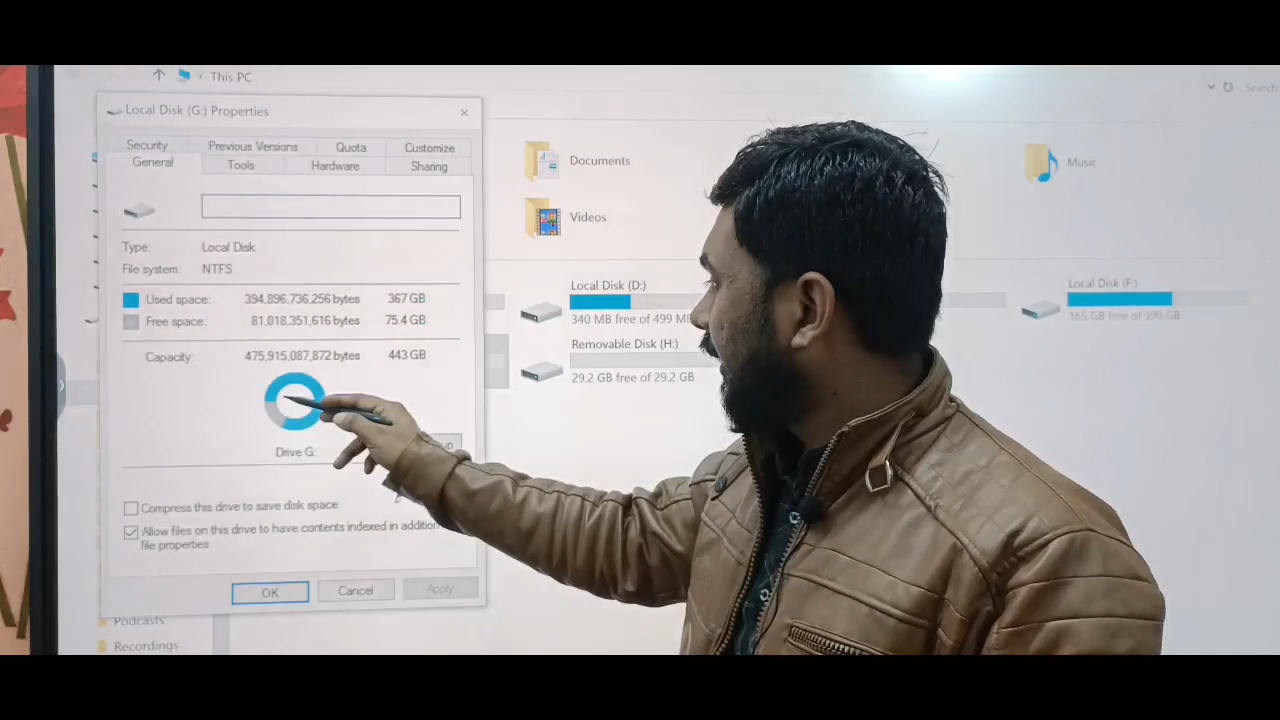 This PC
Search
Local Disk (G:) Properties
Security Previous Versions Quota Customize
General Tools Hardware Sharing
Type: Local Disk
File system: NTFS
Used space: 394,896,736,256 bytes 367 GB
Free space: 81,018,351,616 bytes 75.4 GB
Capacity: 475,915,087,872 bytes 443 GB
Drive G:
Compress this drive to save disk space
Allow files on this drive to have contents indexed in addition
file properties
OK Cancel Apply
Podcasts
Recordings
Documents
Music
Videos
Local Disk (D:)
340 MB free of 499 MB
Local Disk (F:)
165 GB free of 390 GB
Removable Disk (H:)
29.2 GB free of 29.2 GB